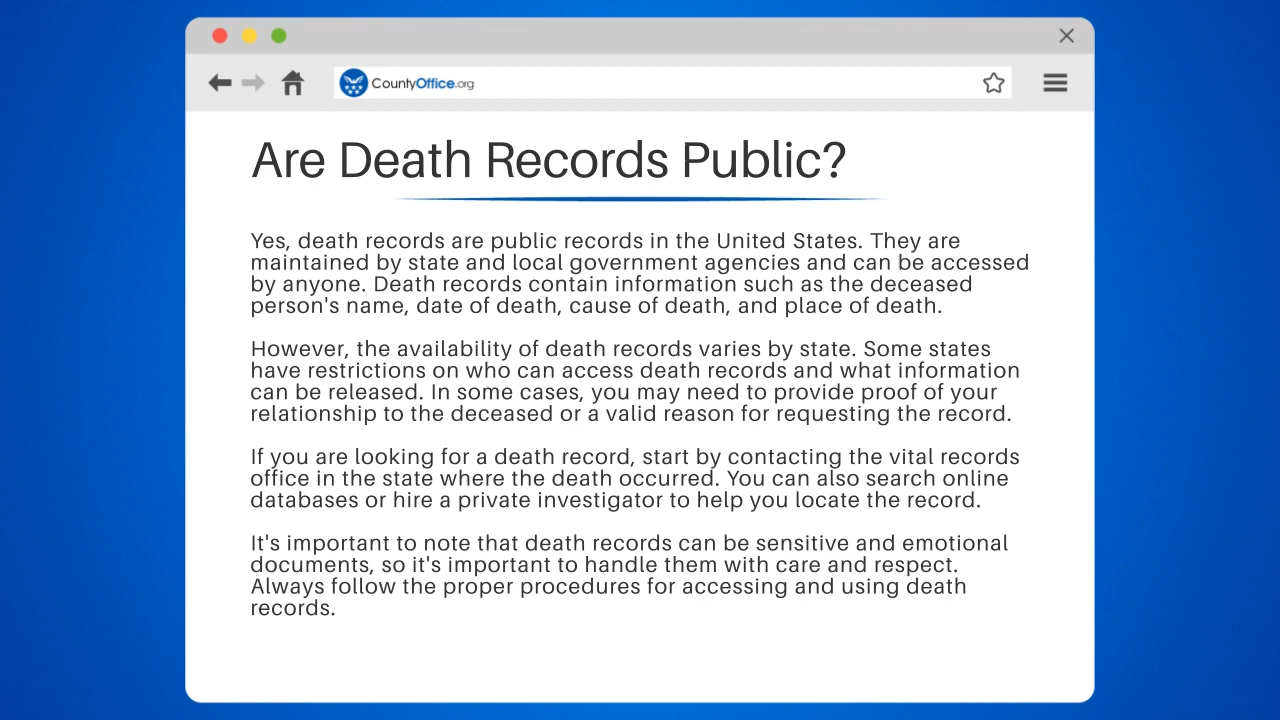 CountyOffice.org
Are Death Records Public?
Yes, death records are public records in the United States. They are
maintained by state and local government agencies and can be accessed
by anyone. Death records contain information such as the deceased
person's name, date of death, cause of death, and place of death.
However, the availability of death records varies by state. Some states
have restrictions on who can access death records and what information
can be released. In some cases, you may need to provide proof of your
relationship to the deceased or a valid reason for requesting the record.
If you are looking for a death record, start by contacting the vital records
office in the state where the death occurred. You can also search online
databases or hire a private investigator to help you locate the record.
It's important to note that death records can be sensitive and emotional
documents, so it's important to handle them with care and respect.
Always follow the proper procedures for accessing and using death
records.